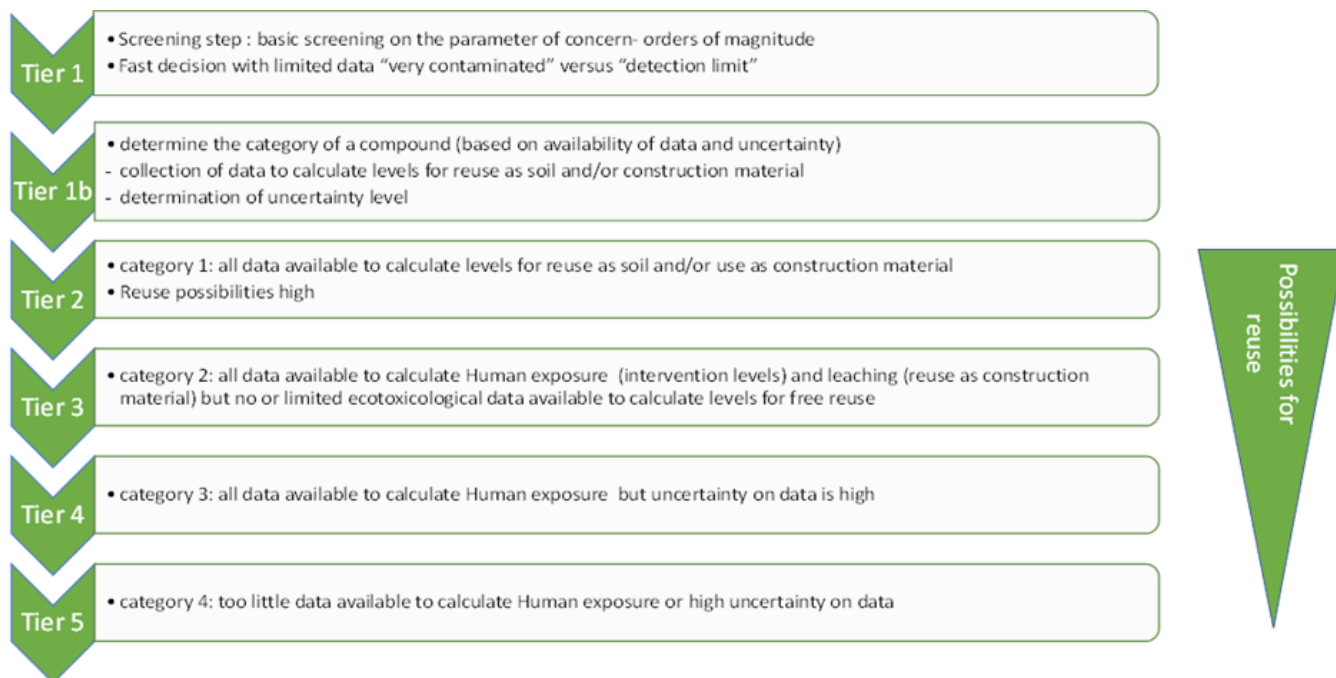 Tier 1
• Screening step : basic screening on the parameter of concern- orders of magnitude
• Fast decision with limited data “very contaminated” versus “detection limit”
Tier 1b
• determine the category of a compound (based on availability of data and uncertainty)
- collection of data to calculate levels for reuse as soil and/or construction material
- determination of uncertainty level
Tier 2
• category 1: all data available to calculate levels for reuse as soil and/or use as construction material
• Reuse possibilities high
Tier 3
• category 2: all data available to calculate Human exposure (intervention levels) and leaching (reuse as construction
material) but no or limited ecotoxicological data available to calculate levels for free reuse
Tier 4
• category 3: all data available to calculate Human exposure but uncertainty on data is high
Tier 5
• category 4: too little data available to calculate Human exposure or high uncertainty on data
Possibilities for
reuse